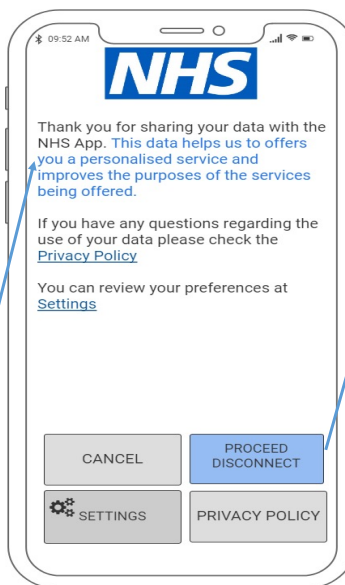 09:52 AM
NHS
Thank you for sharing your data with the
NHS App. This data helps us to offers
you a personalised service and
improves the purposes of the services
being offered.
If you have any questions regarding the
use of your data please check the
Privacy Policy
You can review your preferences at
Settings
CANCEL
PROCEED
DISCONNECT
SETTINGS
PRIVACY POLICY